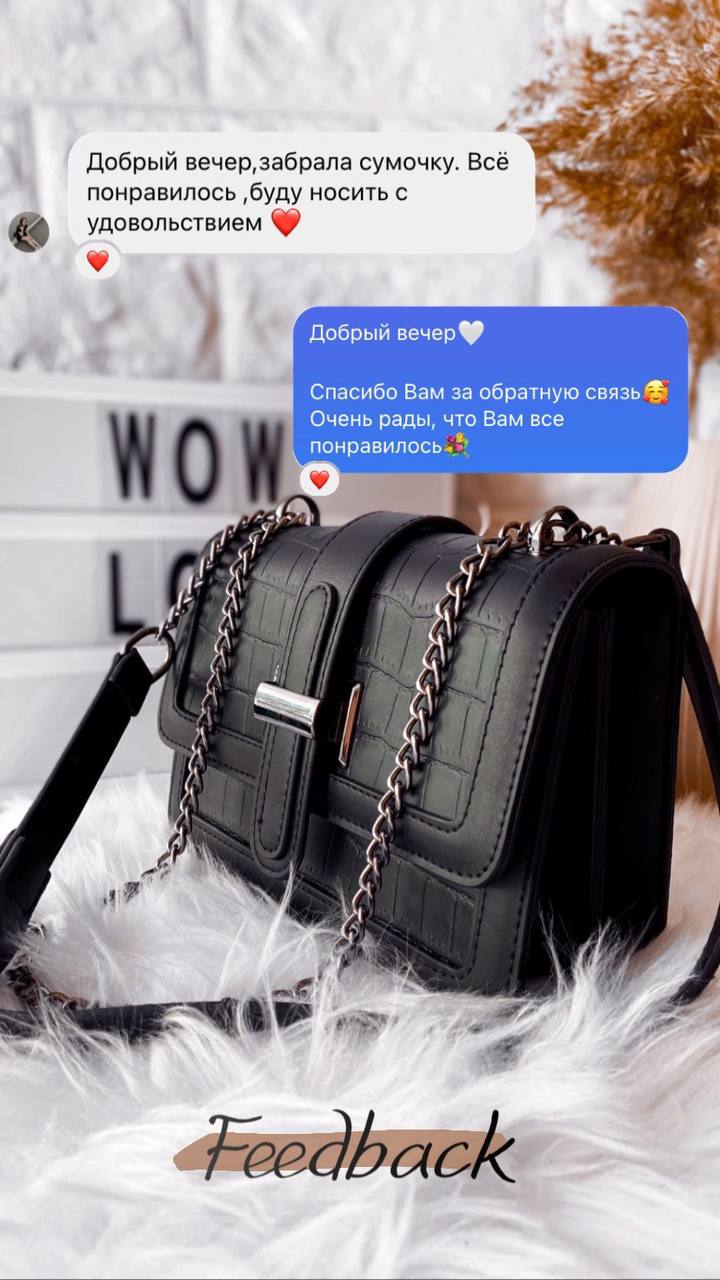 Добрый вечер,забрала сумочку. Всё
понравилось ,буду носить с
удовольствием ❤️
Добрый вечер🤍
Спасибо Вам за обратную связь🥰
Очень рады, что Вам все
понравилось💐
WOW
Feedback